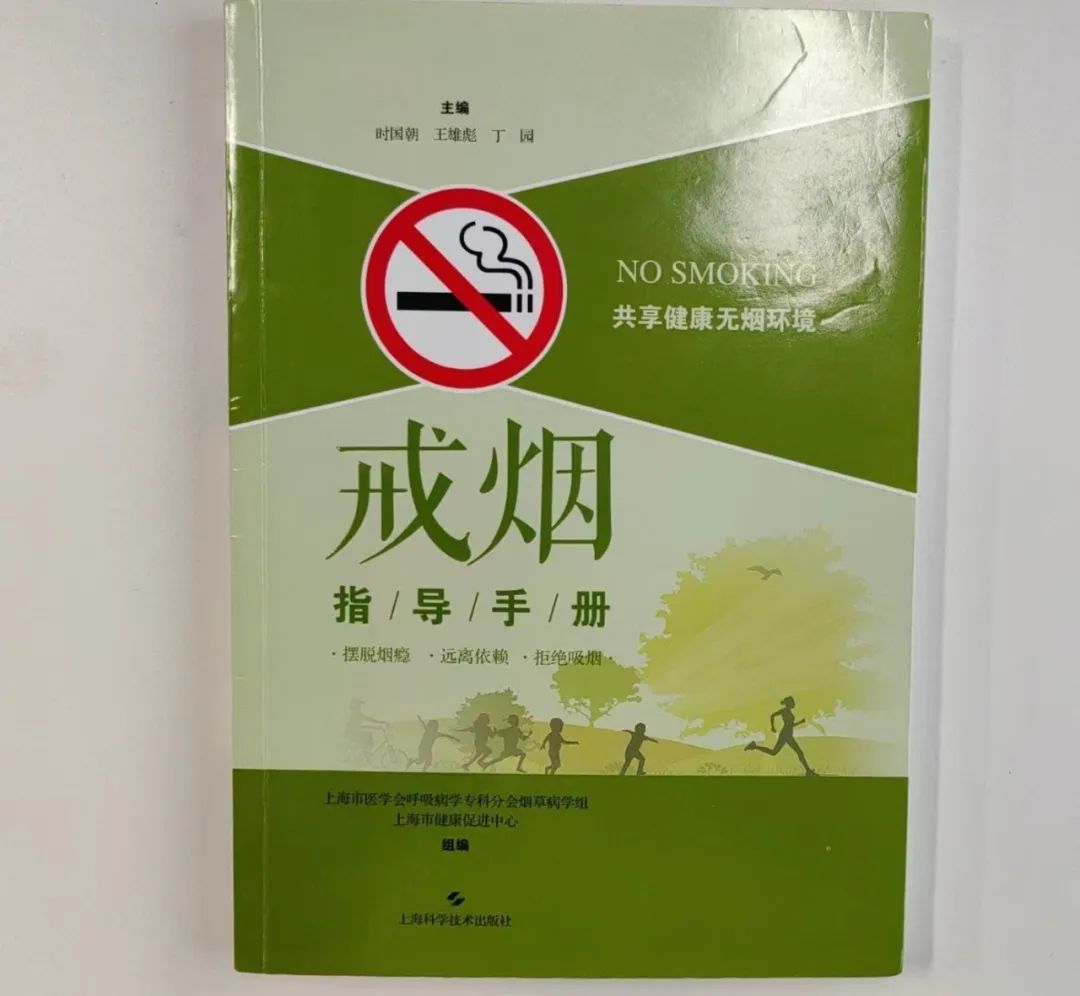 主编
时国朝 王雄彪 丁 园
NO SMOKING
共享健康无烟环境
戒烟
指/导/手/册
·摆脱烟瘾 ·远离依赖 ·拒绝吸烟·
上海市医学会呼吸病学专科分会烟草病学组
上海市健康促进中心
组编
上海科学技术出版社